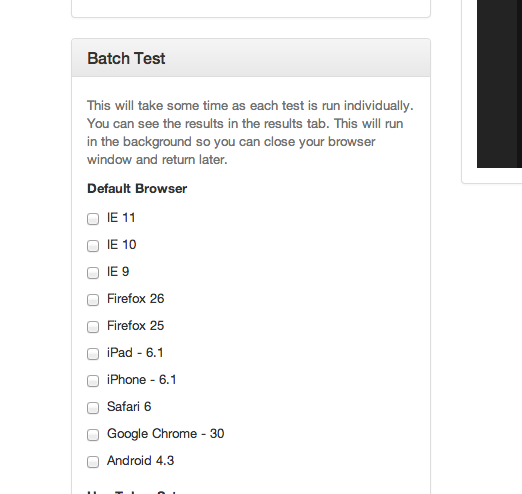 Batch Test
This will take some time as each test is run individually.
You can see the results in the results tab. This will run
in the background so you can close your browser
window and return later.
Default Browser
IE 11
IE 10
IE 9
Firefox 26
Firefox 25
iPad - 6.1
iPhone - 6.1
Safari 6
Google Chrome - 30
Android 4.3